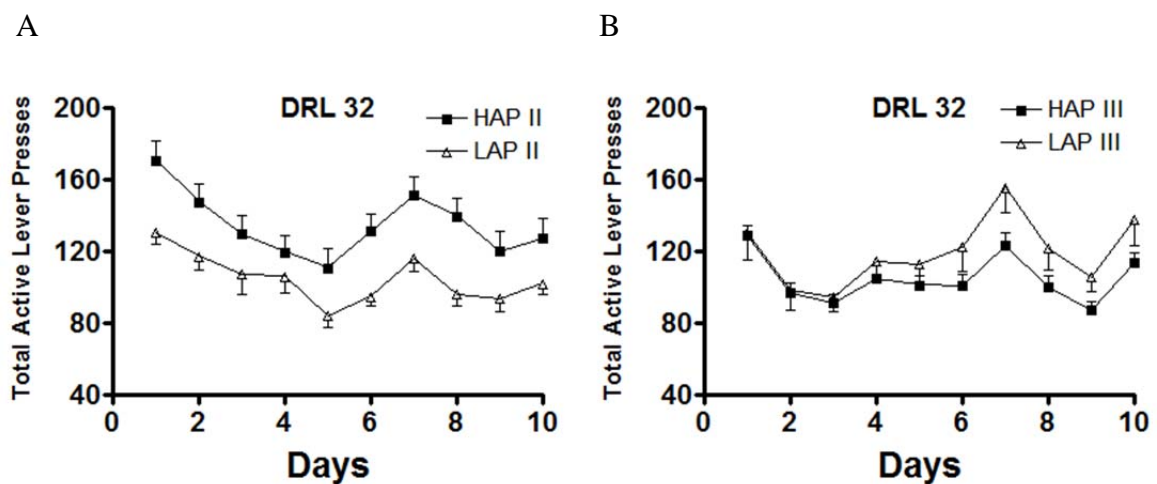 A
B
DRL 32
HAP II
LAP II
Total Active Lever Presses
200
160
120
80
40
0
2
4
6
8
10
Days
DRL 32
HAP III
LAP III
Total Active Lever Presses
200
160
120
80
40
0
2
4
6
8
10
Days